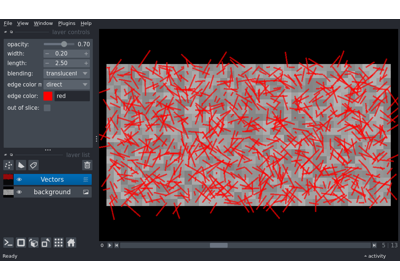 File View Window Plugins Help
layer controls
opacity: 0.70
width: 0.20
length: 2.50
blending: translucent
edge color m direct
edge color: red
out of slice:
layer list
Vectors
background
0 5 13
Ready activity